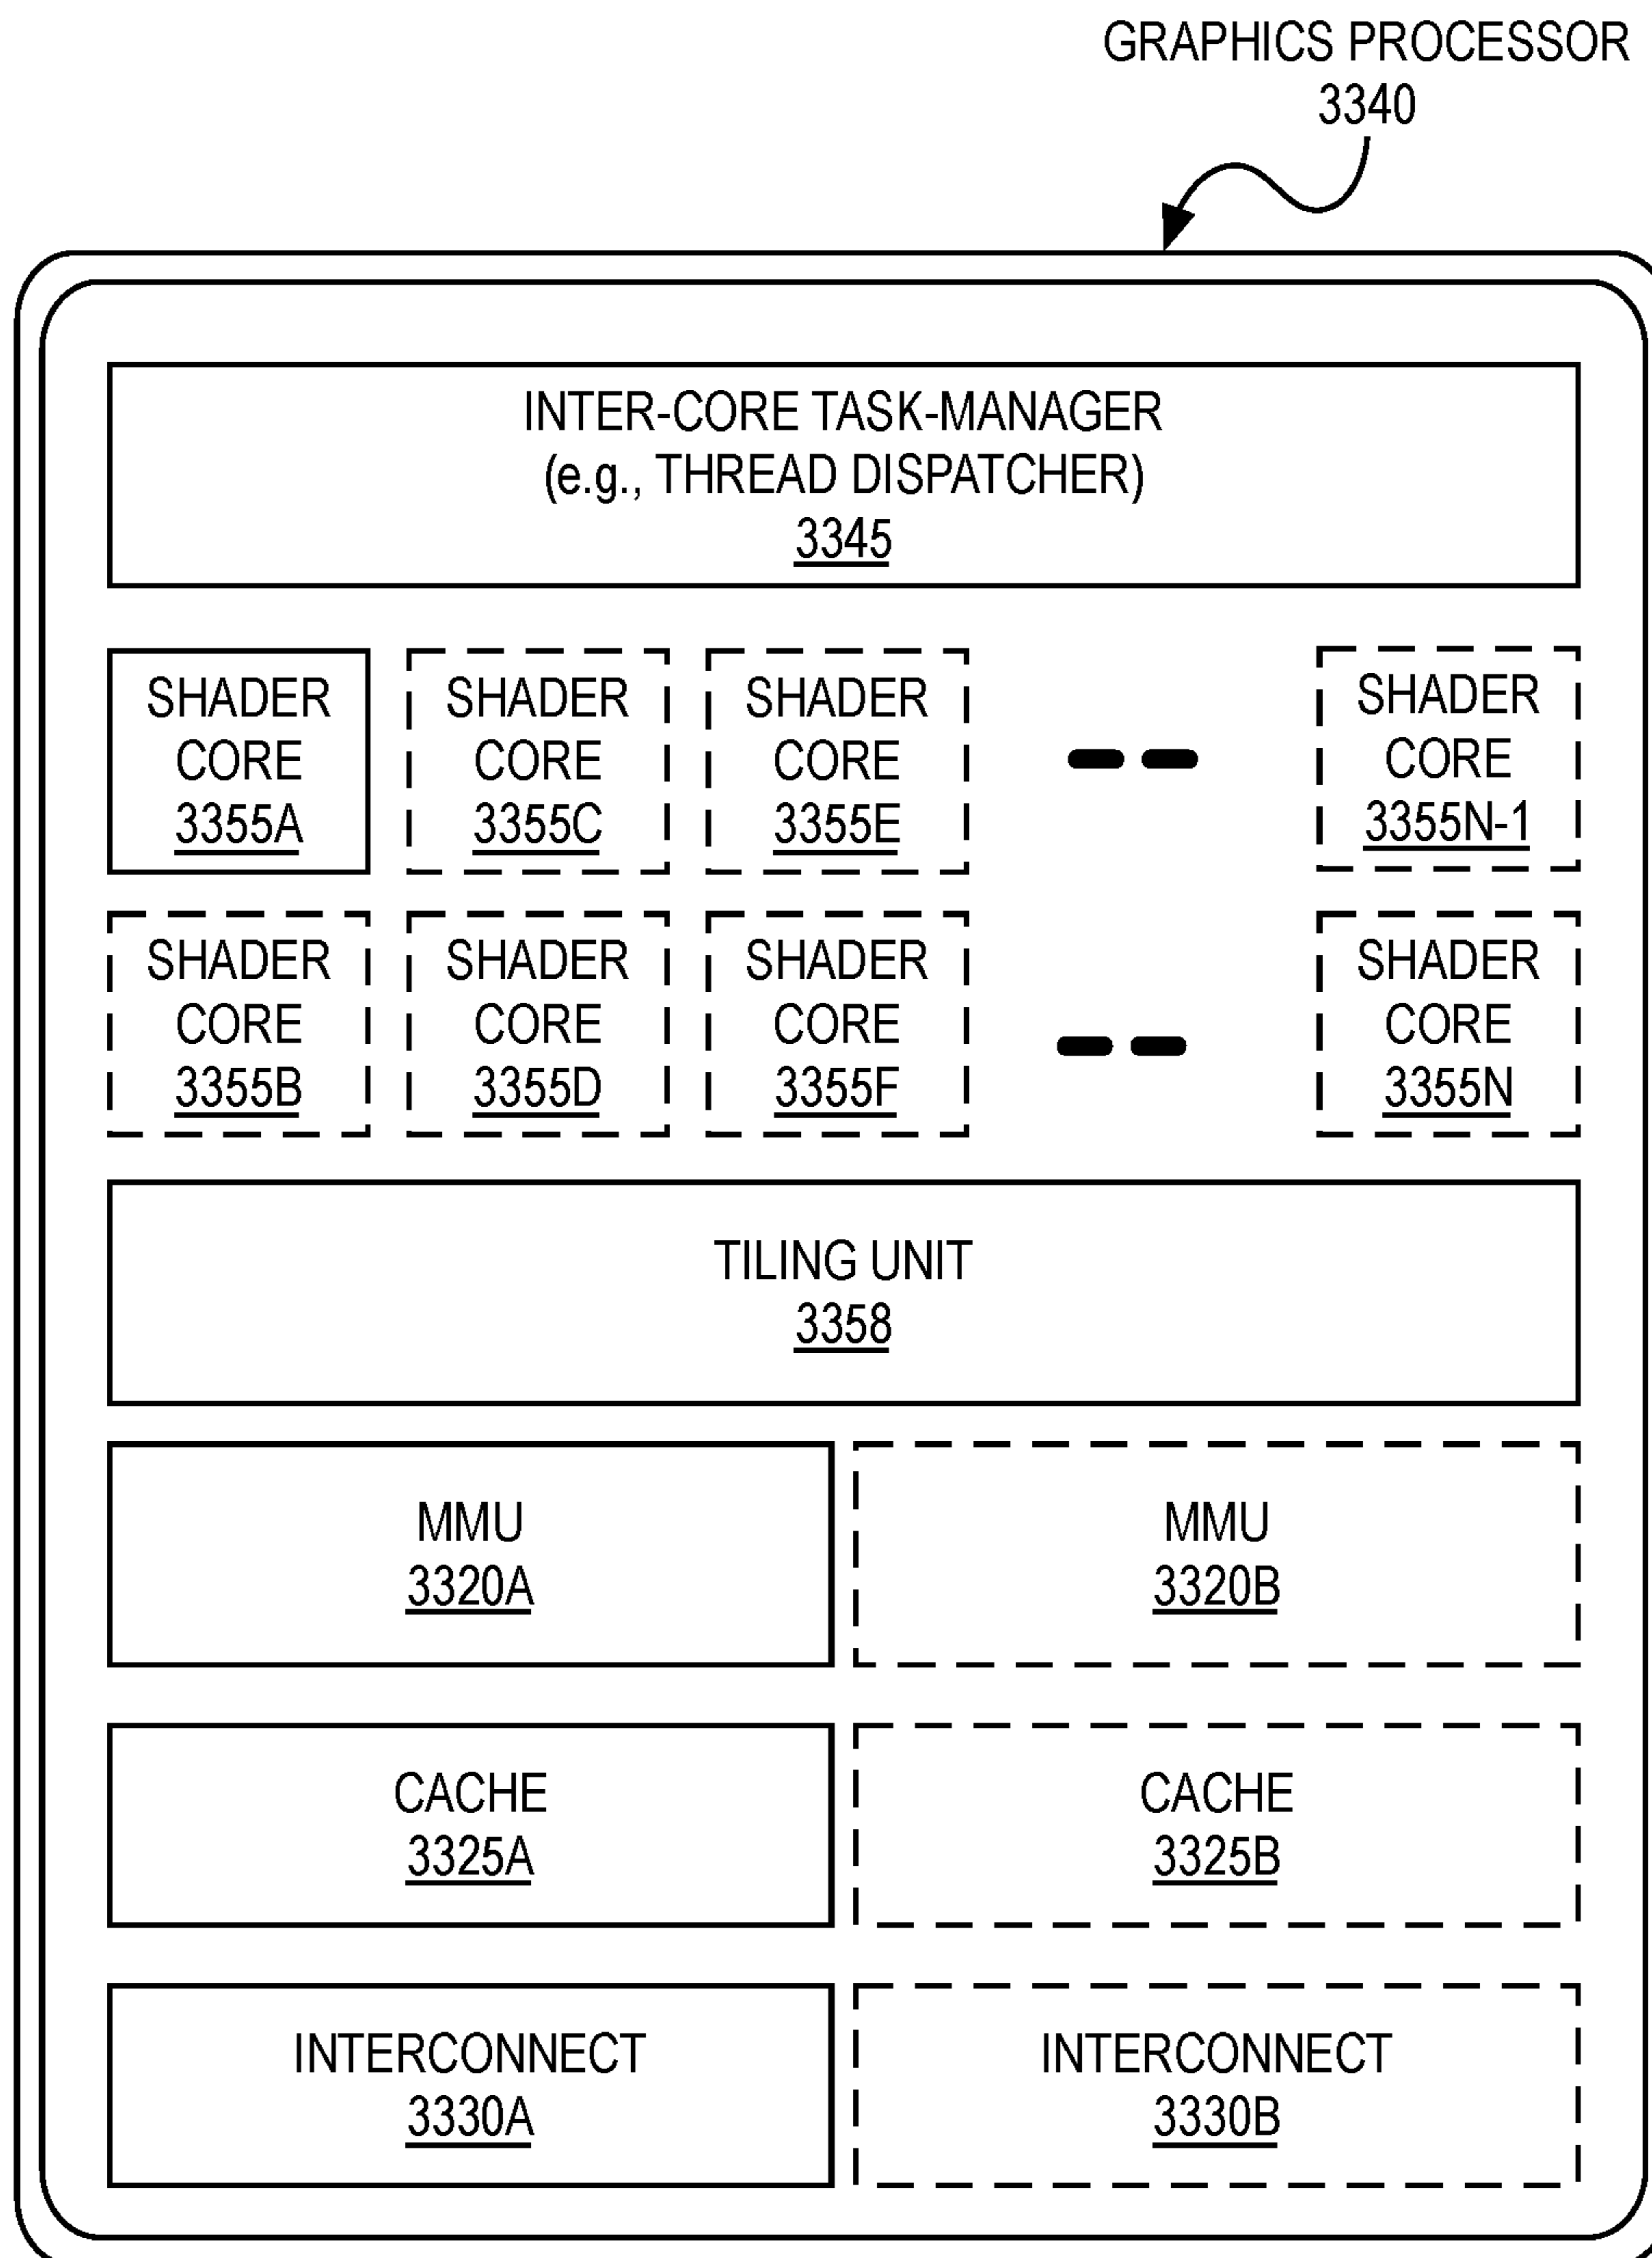 GRAPHICS PROCESSOR
3340
INTER-CORE TASK-MANAGER
(e.g., THREAD DISPATCHER)
3345
SHADER
CORE
3355A
SHADER
CORE
3355C
SHADER
CORE
3355E
SHADER
CORE
3355N-1
SHADER
CORE
3355B
SHADER
CORE
3355D
SHADER
CORE
3355F
SHADER
CORE
3355N
TILING UNIT
3358
MMU
3320A
MMU
3320B
CACHE
3325A
CACHE
3325B
INTERCONNECT
3330A
INTERCONNECT
3330B